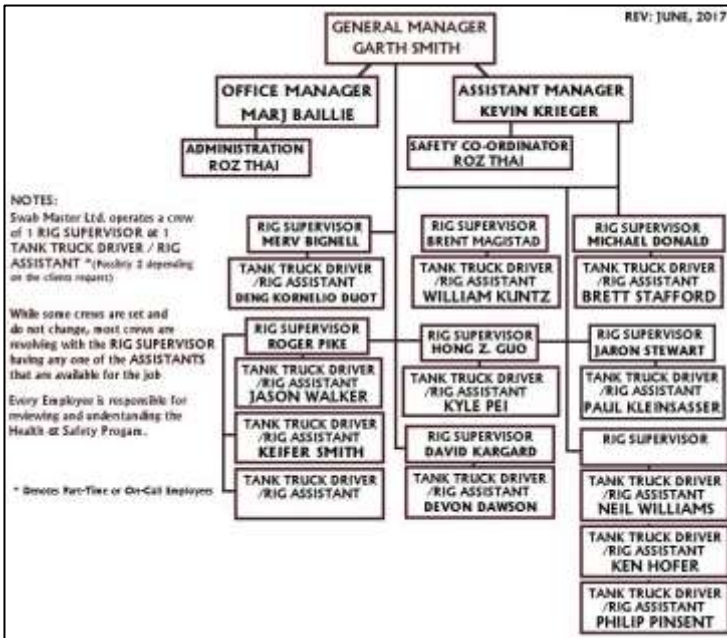 REV: JUNE, 2017
GENERAL MANAGER
GARTH SMITH
OFFICE MANAGER
MARJ BAILLIE
ASSISTANT MANAGER
KEVIN KRIEGER
ADMINISTRATION
ROZ THAI
SAFETY CO-ORDINATOR
ROZ THAI
NOTES:
Swab Master Ltd. operates a crew
of 1 RIG SUPERVISOR & 1
TANK TRUCK DRIVER / RIG
ASSISTANT *(Possibly 2 depending
on the clients request)
While some crews are set and
do not change, most crews are
revolving with the RIG SUPERVISOR
having any one of the ASSISTANTS
that are available for the job
Every Employee is responsible for
reviewing and understanding the
Health & Safety Progam.
* Denotes Part-Time or On-Call Employees
RIG SUPERVISOR
MERV BIGNELL
TANK TRUCK DRIVER
/RIG ASSISTANT
DENG KORNELIO DUOT
RIG SUPERVISOR
BRENT MAGISTAD
TANK TRUCK DRIVER
/RIG ASSISTANT
WILLIAM KUNTZ
RIG SUPERVISOR
MICHAEL DONALD
TANK TRUCK DRIVER
/RIG ASSISTANT
BRETT STAFFORD
RIG SUPERVISOR
ROGER PIKE
TANK TRUCK DRIVER
/RIG ASSISTANT
JASON WALKER
TANK TRUCK DRIVER
/RIG ASSISTANT
KEIFER SMITH
TANK TRUCK DRIVER
/RIG ASSISTANT
RIG SUPERVISOR
HONG Z. GUO
TANK TRUCK DRIVER
/RIG ASSISTANT
KYLE PEI
RIG SUPERVISOR
DAVID KARGARD
TANK TRUCK DRIVER
/RIG ASSISTANT
DEVON DAWSON
RIG SUPERVISOR
JARON STEWART
TANK TRUCK DRIVER
/RIG ASSISTANT
PAUL KLEINSASSER
RIG SUPERVISOR
TANK TRUCK DRIVER
/RIG ASSISTANT
NEIL WILLIAMS
TANK TRUCK DRIVER
/RIG ASSISTANT
KEN HOFER
TANK TRUCK DRIVER
/RIG ASSISTANT
PHILIP PINSENT